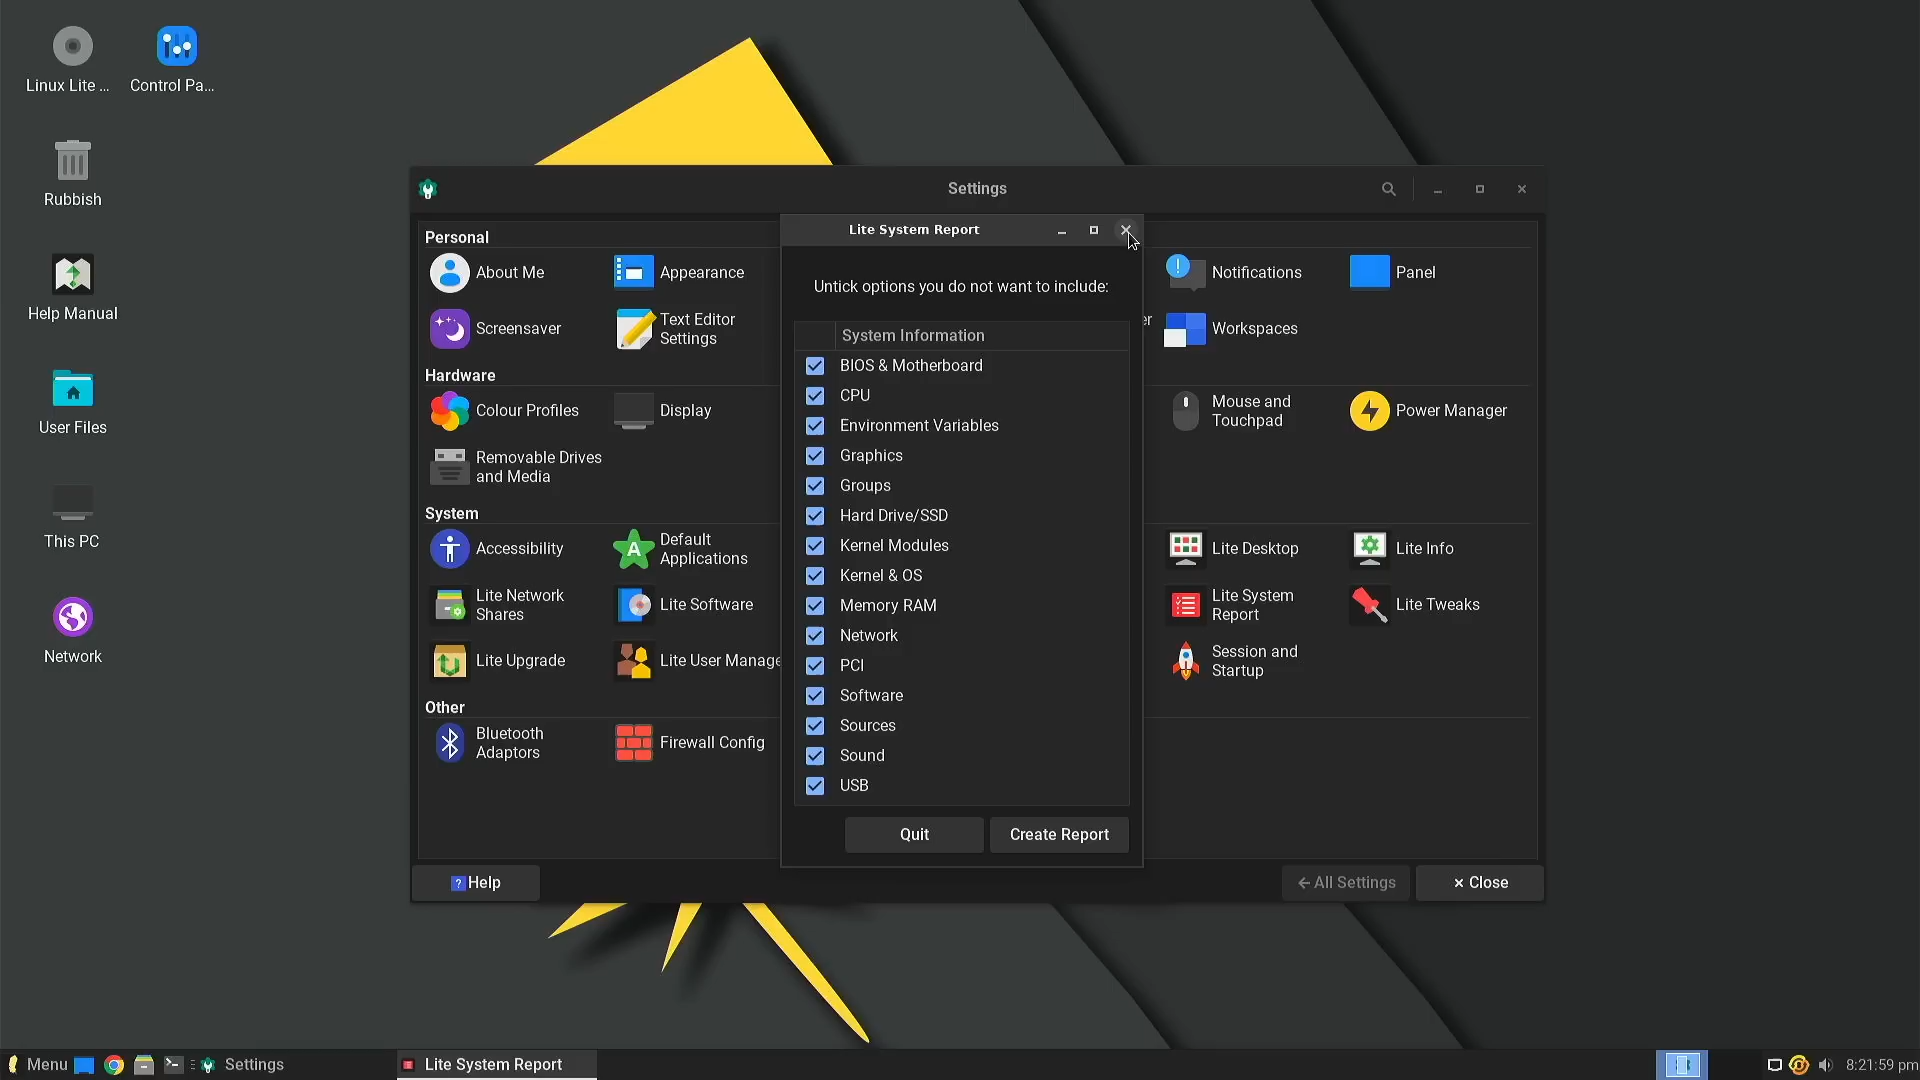 Linux Lite ...
Control Pa...
Rubbish
Help Manual
User Files
This PC
Network
Settings
Personal
About Me
Appearance
Notifications
Panel
Screensaver
Text Editor
Settings
er
Workspaces
Hardware
Colour Profiles
Display
Mouse and
Touchpad
Power Manager
Removable Drives
and Media
System
Accessibility
Default
Applications
Lite Desktop
Lite Info
Lite Network
Shares
Lite Software
Lite System
Report
Lite Tweaks
Lite Upgrade
Lite User Manage
Session and
Startup
Other
Bluetooth
Adaptors
Firewall Config
Help
All Settings
Close
Lite System Report
Untick options you do not want to include:
System Information
BIOS & Motherboard
CPU
Environment Variables
Graphics
Groups
Hard Drive/SSD
Kernel Modules
Kernel & OS
Memory RAM
Network
PCI
Software
Sources
Sound
USB
Quit
Create Report
Menu
Settings
Lite System Report
8:21:59 pm